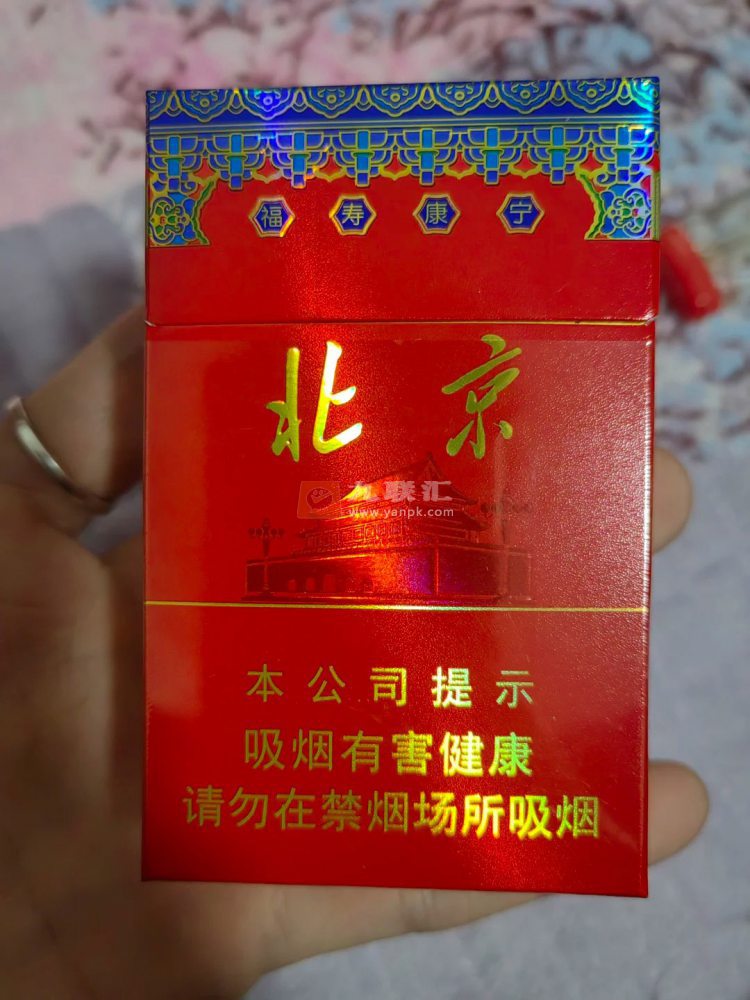 福寿康宁
北京
九联汇
www.yanpk.com
本公司提示
吸烟有害健康
请勿在禁烟场所吸烟